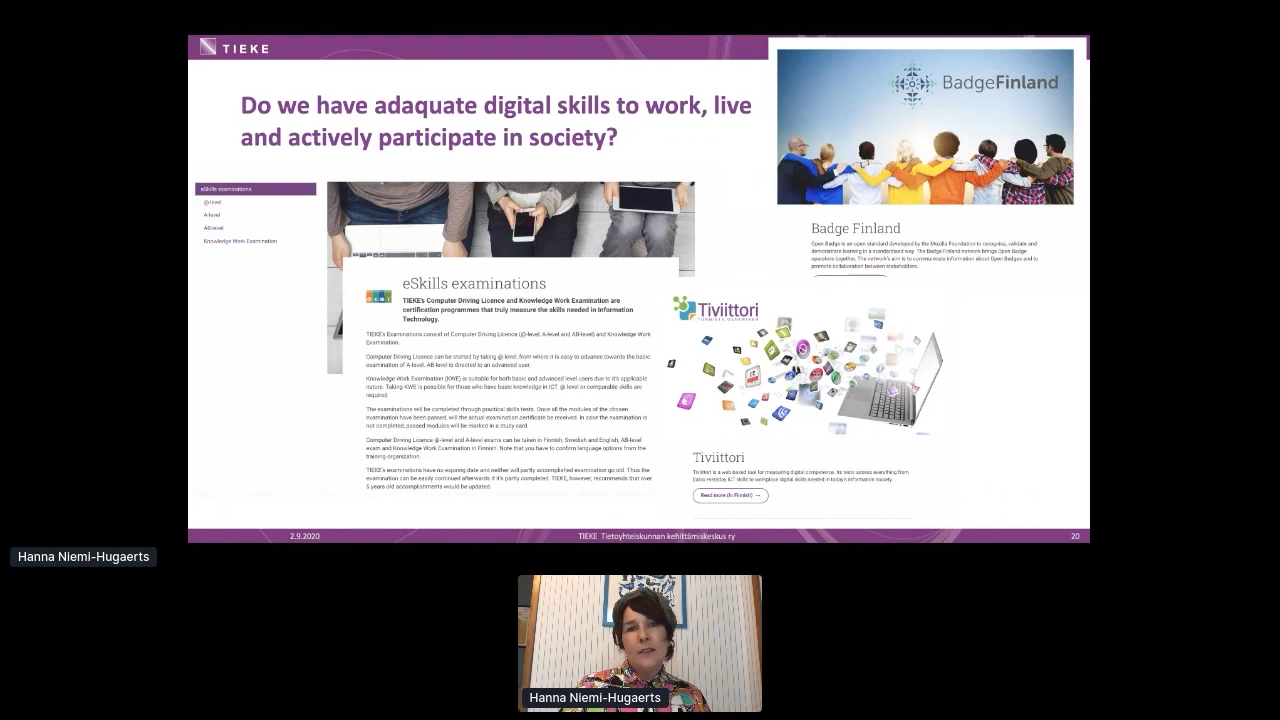 TIEKE
Do we have adaquate digital skills to work, live
and actively participate in society?
eSkills examinations
@-level
A-level
AB-level
Knowledge Work Examination
eSkills examinations
TIEKE's Computer Driving Licence and Knowledge Work Examination are
certification programmes that truly measure the skills needed in Information
Technology.
TIEKE's Examinations consist of Computer Driving Licence (@-level, A-level and AB-level) and Knowledge Work
Examination.
Computer Driving Licence can be started by taking @-level, from where it is easy to advance towards the basic
examination of A-level. AB-level is directed to an advanced user.
Knowledge Work Examination (KWE) is suitable for both basic and advanced level users due to it's applicable
nature. Taking KWE is possible for those who have basic knowledge in ICT. @-level or comparable skills are
required.
The examinations will be completed through practical skills tests. Once all the modules of the chosen
examination have been passed, will the actual examination certificate be received. In case the examination is
not completed, passed modules will be marked in a study card.
Computer Driving Licence @-level and A-level exams can be taken in Finnish, Swedish and English, AB-level
exam and Knowledge Work Examination in Finnish. Note that you have to confirm language options from the
training organization.
TIEKE's examinations have no expiring date and neither will partly accomplished examination go old. Thus the
examination can be easily continued afterwards if it's partly completed. TIEKE, however, recommends that over
5 years old accomplishments would be updated.
BadgeFinland
Badge Finland
Open Badge is an open standard developed by the Mozilla Foundation to recognise, validate and
demonstrate learning in a standardised way. The Badge Finland network brings Open Badge
operators together. The network's aim is to communicate information about Open Badges and to
promote collaboration between stakeholders.
Tiviittori
Tiviittori
Tiviittori is a web-based tool for measuring digital competence. Its tests assess everything from
basic everyday ICT skills to workplace digital skills needed in today's information society.
Read more (in Finnish) →
2.9.2020
TIEKE Tietoyhteiskunnan kehittämiskeskus ry
20
Hanna Niemi-Hugaerts
Hanna Niemi-Hugaerts